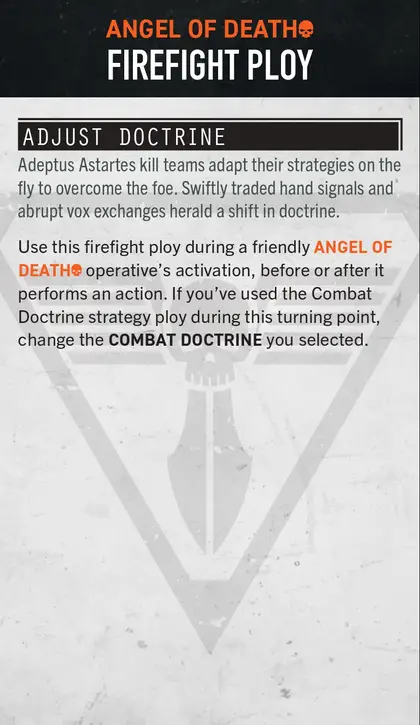 ANGEL OF DEATH
FIREFIGHT PLOY
ADJUST DOCTRINE
Adeptus Astartes kill teams adapt their strategies on the
fly to overcome the foe. Swiftly traded hand signals and
abrupt vox exchanges herald a shift in doctrine.
Use this firefight ploy during a friendly ANGEL OF
DEATH operative’s activation, before or after it
performs an action. If you’ve used the Combat
Doctrine strategy ploy during this turning point,
change the COMBAT DOCTRINE you selected.